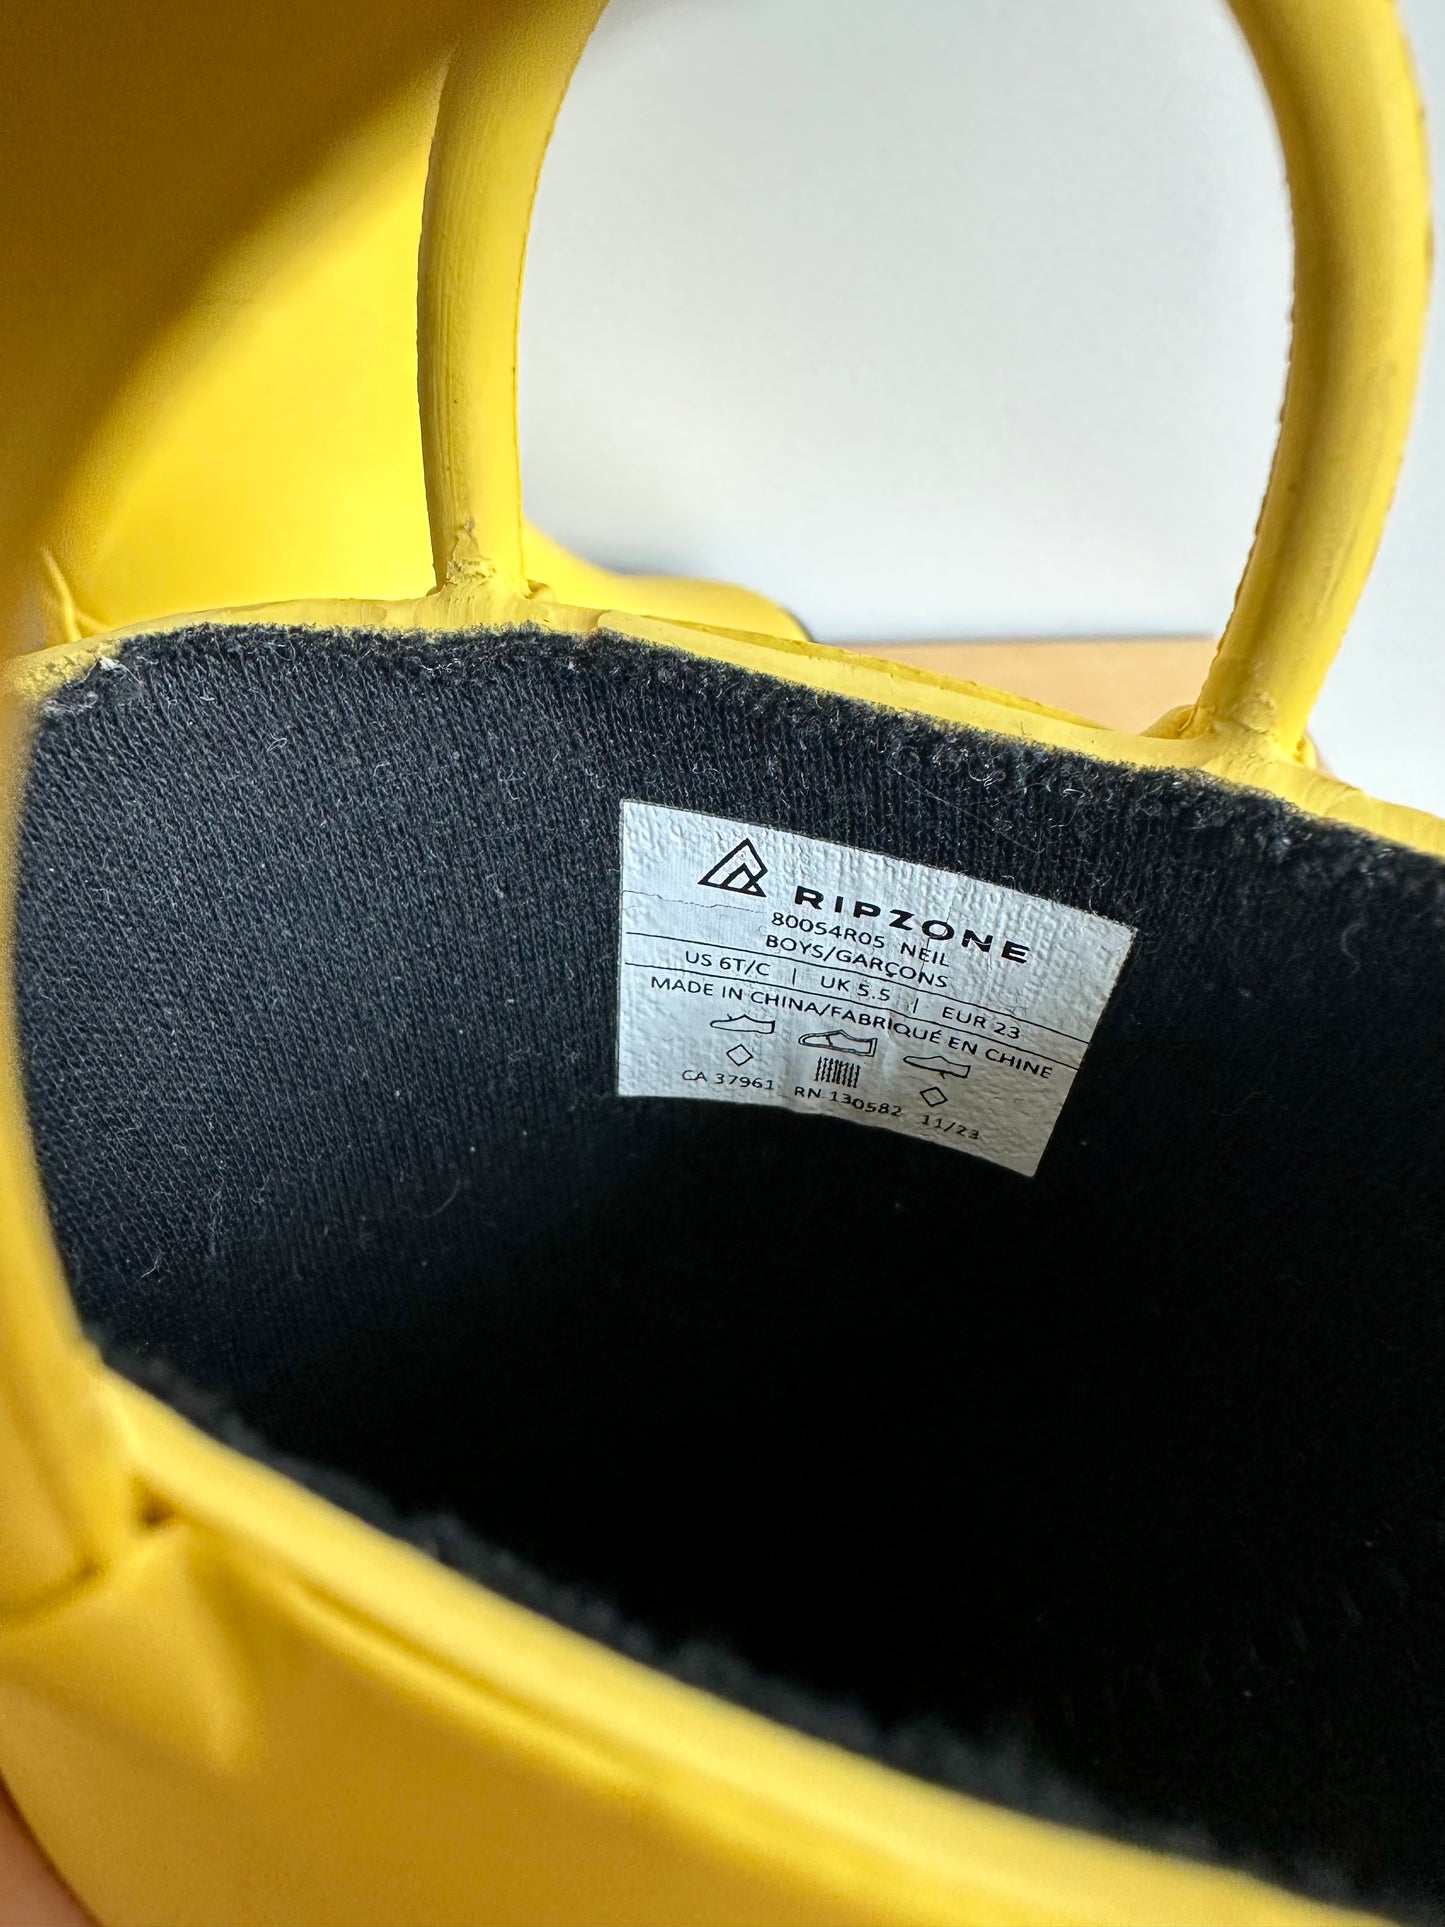 RIPZONE
80054R05 NEIL
BOYS/GARÇONS
US 6T/C | UK 5.5 | EUR 23
MADE IN CHINA/FABRIQUÉ EN CHINE
CA 37961 RN 130582 11/23